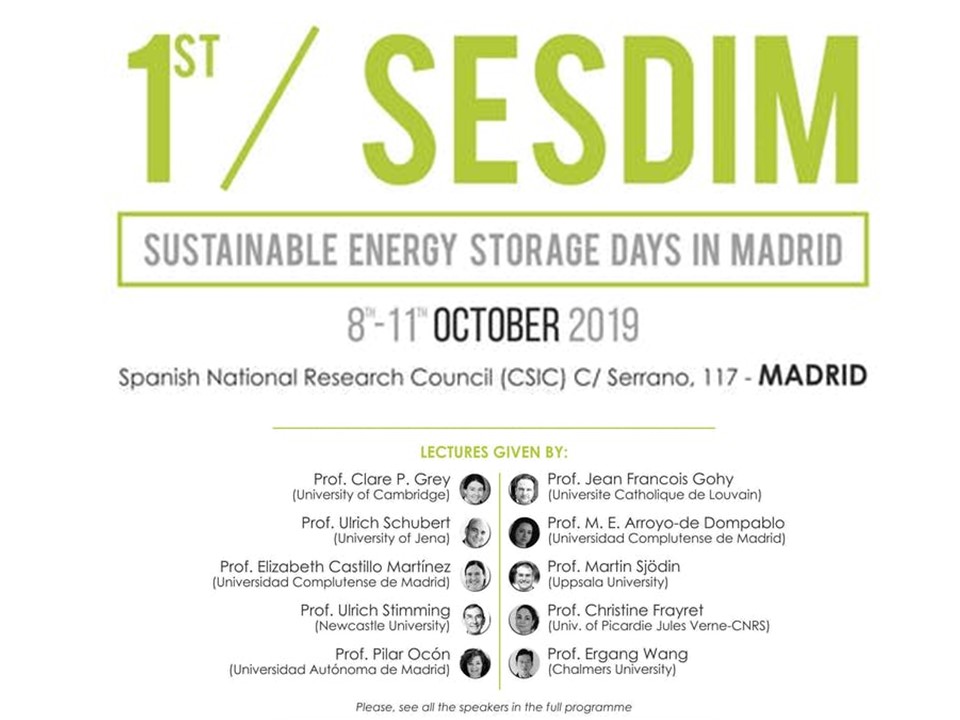 1ST / SESDIM
SUSTAINABLE ENERGY STORAGE DAYS IN MADRID
8TH-11TH OCTOBER 2019
Spanish National Research Council (CSIC) C/ Serrano, 117 - MADRID
LECTURES GIVEN BY:
Prof. Clare P. Grey
(University of Cambridge)
Prof. Ulrich Schubert
(University of Jena)
Prof. Elizabeth Castillo Martínez
(Universidad Complutense de Madrid)
Prof. Ulrich Stimming
(Newcastle University)
Prof. Pilar Ocón
(Universidad Autónoma de Madrid)
Prof. Jean Francois Gohy
(Universite Catholique de Louvain)
Prof. M. E. Arroyo-de Dompablo
(Universidad Complutense de Madrid)
Prof. Martin Sjödin
(Uppsala University)
Prof. Christine Frayret
(Univ. of Picardie Jules Verne-CNRS)
Prof. Ergang Wang
(Chalmers University)
Please, see all the speakers in the full programme